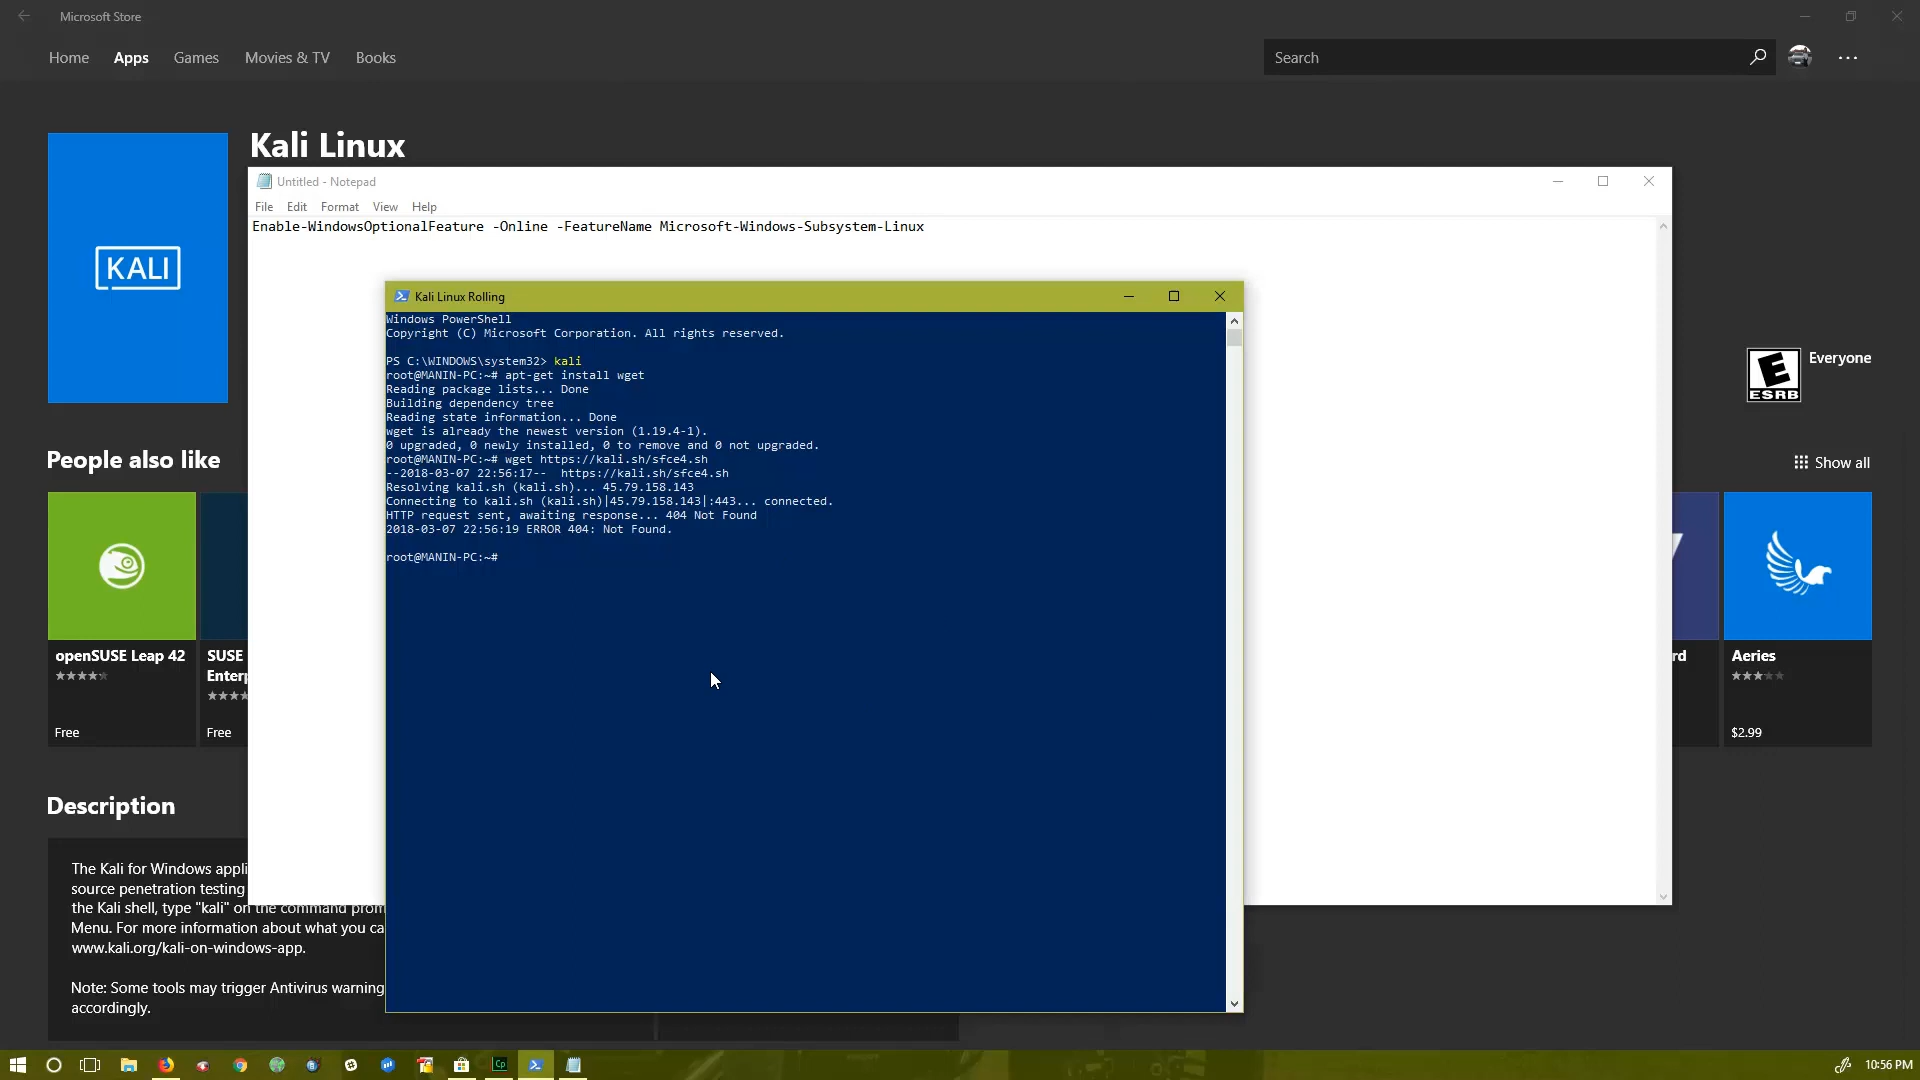 Microsoft Store
Home Apps Games Movies & TV Books
Search
Kali Linux
KALI
Untitled - Notepad
File Edit Format View Help
Enable-WindowsOptionalFeature -Online -FeatureName Microsoft-Windows-Subsystem-Linux
Kali Linux Rolling
Windows PowerShell
Copyright (C) Microsoft Corporation. All rights reserved.
PS C:\WINDOWS\system32> kali
root@MANIN-PC:~# apt-get install wget
Reading package lists... Done
Building dependency tree
Reading state information... Done
wget is already the newest version (1.19.4-1).
0 upgraded, 0 newly installed, 0 to remove and 0 not upgraded.
root@MANIN-PC:~# wget https://kali.sh/sfce4.sh
--2018-03-07 22:56:17--  https://kali.sh/sfce4.sh
Resolving kali.sh (kali.sh)... 45.79.158.143
Connecting to kali.sh (kali.sh)|45.79.158.143|:443... connected.
HTTP request sent, awaiting response... 404 Not Found
2018-03-07 22:56:19 ERROR 404: Not Found.
root@MANIN-PC:~#
E
ESRB
Everyone
People also like
Show all
openSUSE Leap 42
Free
SUSE
Enterp
Free
rd
Aeries
$2.99
Description
The Kali for Windows appli
source penetration testing
the Kali shell, type "kali" on the command prom
Menu. For more information about what you ca
www.kali.org/kali-on-windows-app.
Note: Some tools may trigger Antivirus warning
accordingly.
Cp
10:56 PM